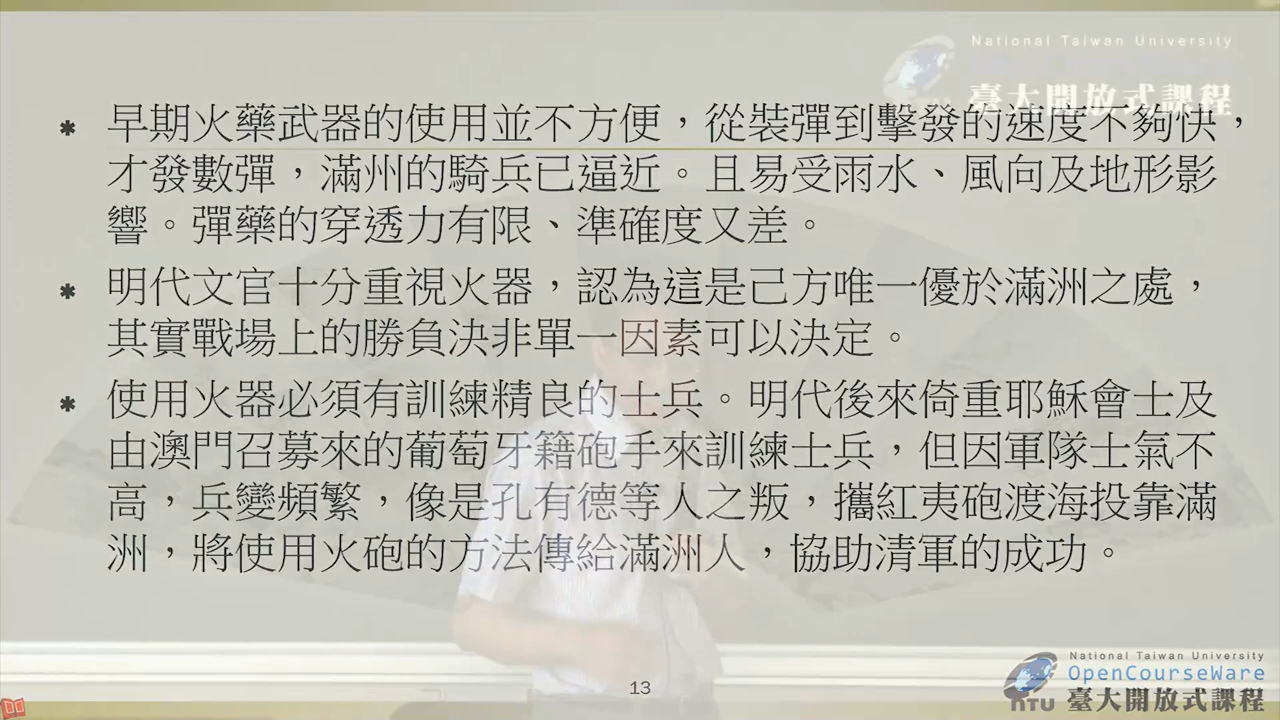 National Taiwan University
臺大開放式課程
早期火藥武器的使用並不方便，從裝彈到擊發的速度不夠快，
才發數彈，滿州的騎兵已逼近。且易受雨水、風向及地形影
響。彈藥的穿透力有限、準確度又差。
明代文官十分重視火器，認為這是己方唯一優於滿洲之處，
其實戰場上的勝負決非單一因素可以決定。
使用火器必須有訓練精良的士兵。明代後來倚重耶穌會士及
由澳門召募來的葡萄牙籍砲手來訓練士兵，但因軍隊士氣不
高，兵變頻繁，像是孔有德等人之叛，攜紅夷砲渡海投靠滿
洲，將使用火砲的方法傳給滿洲人，協助清軍的成功。
13
National Taiwan University
OpenCourseWare
NTU 臺大開放式課程